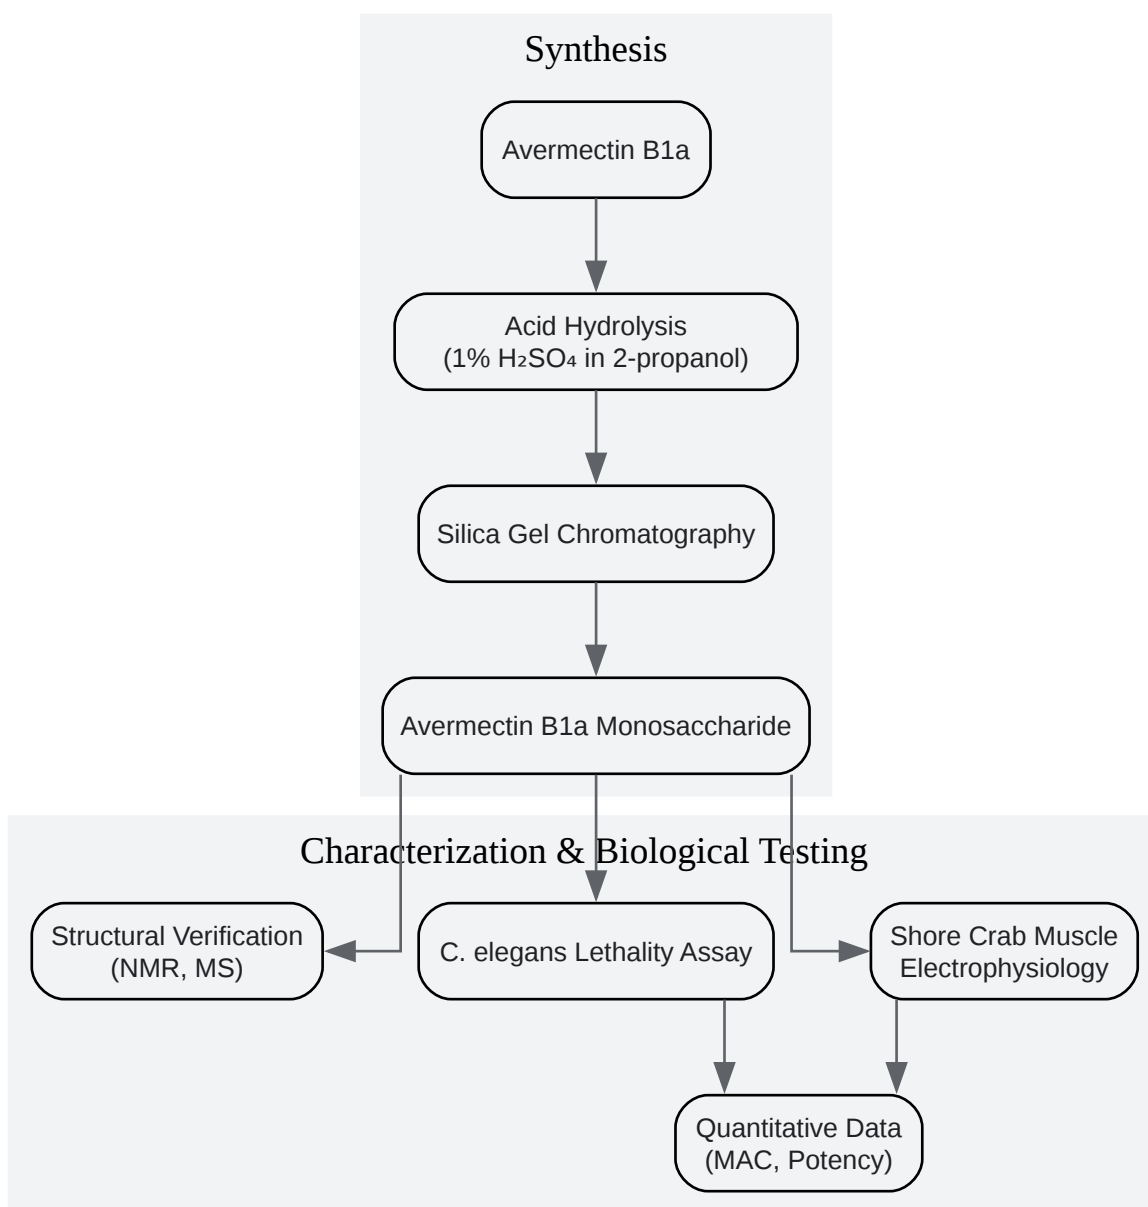 Synthesis
Avermectin B1a
Acid Hydrolysis
(1% H₂SO₄ in 2-propanol)
Silica Gel Chromatography
Avermectin B1a Monosaccharide
Characterization & Biological Testing
Structural Verification
(NMR, MS)
C. elegans Lethality Assay
Shore Crab Muscle
Electrophysiology
Quantitative Data
(MAC, Potency)